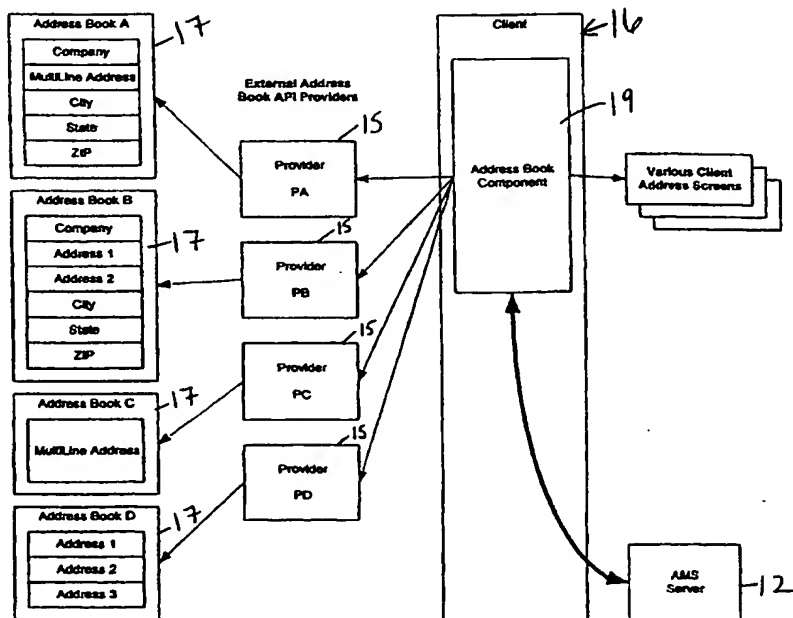 Address Book A
17
Company
MultiLine Address
City
State
ZIP
Address Book B
17
Company
Address 1
Address 2
City
State
ZIP
Address Book C
17
MultiLine Address
Address Book D
17
Address 1
Address 2
Address 3
External Address
Book API Providers
15
Provider
PA
15
Provider
PB
15
Provider
PC
15
Provider
PD
Client
16
19
Address Book
Component
Various Client
Address Screens
AMS
Server
12